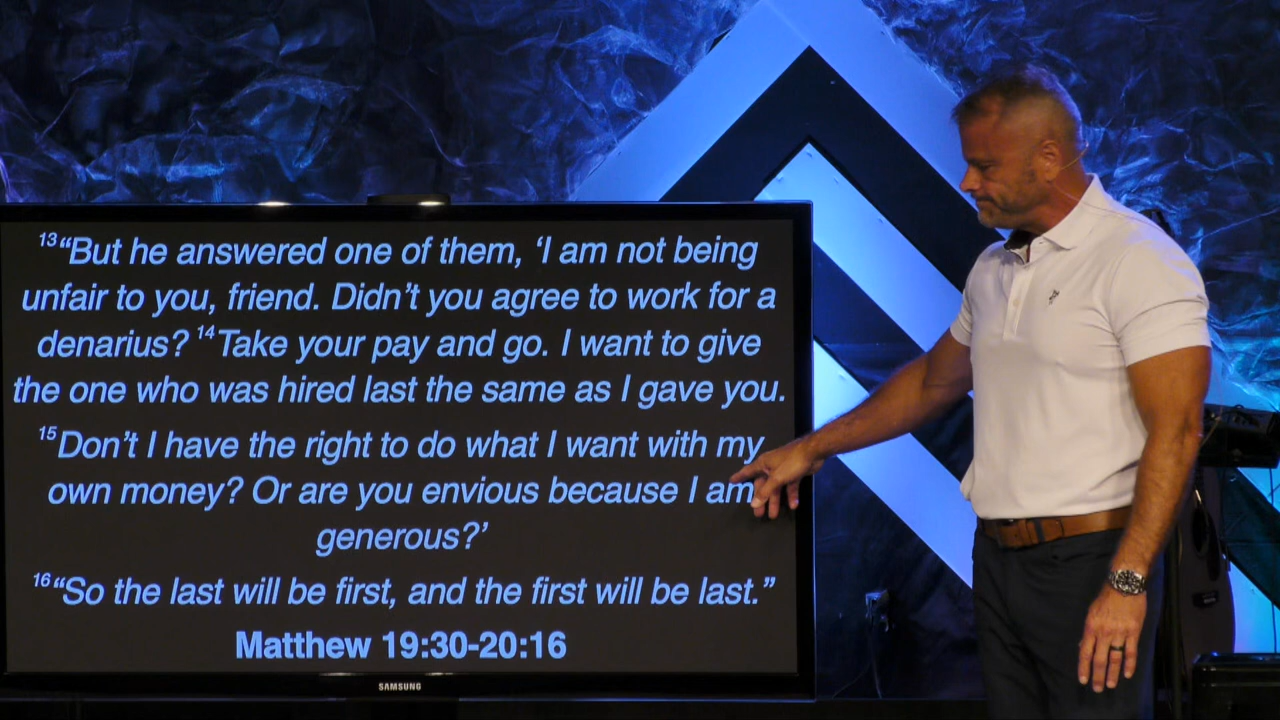 ¹³“But he answered one of them, ‘I am not being
unfair to you, friend. Didn’t you agree to work for a
denarius? ¹⁴Take your pay and go. I want to give
the one who was hired last the same as I gave you.
¹⁵Don’t I have the right to do what I want with my
own money? Or are you envious because I am
generous?’
¹⁶“So the last will be first, and the first will be last.”
Matthew 19:30-20:16
SAMSUNG